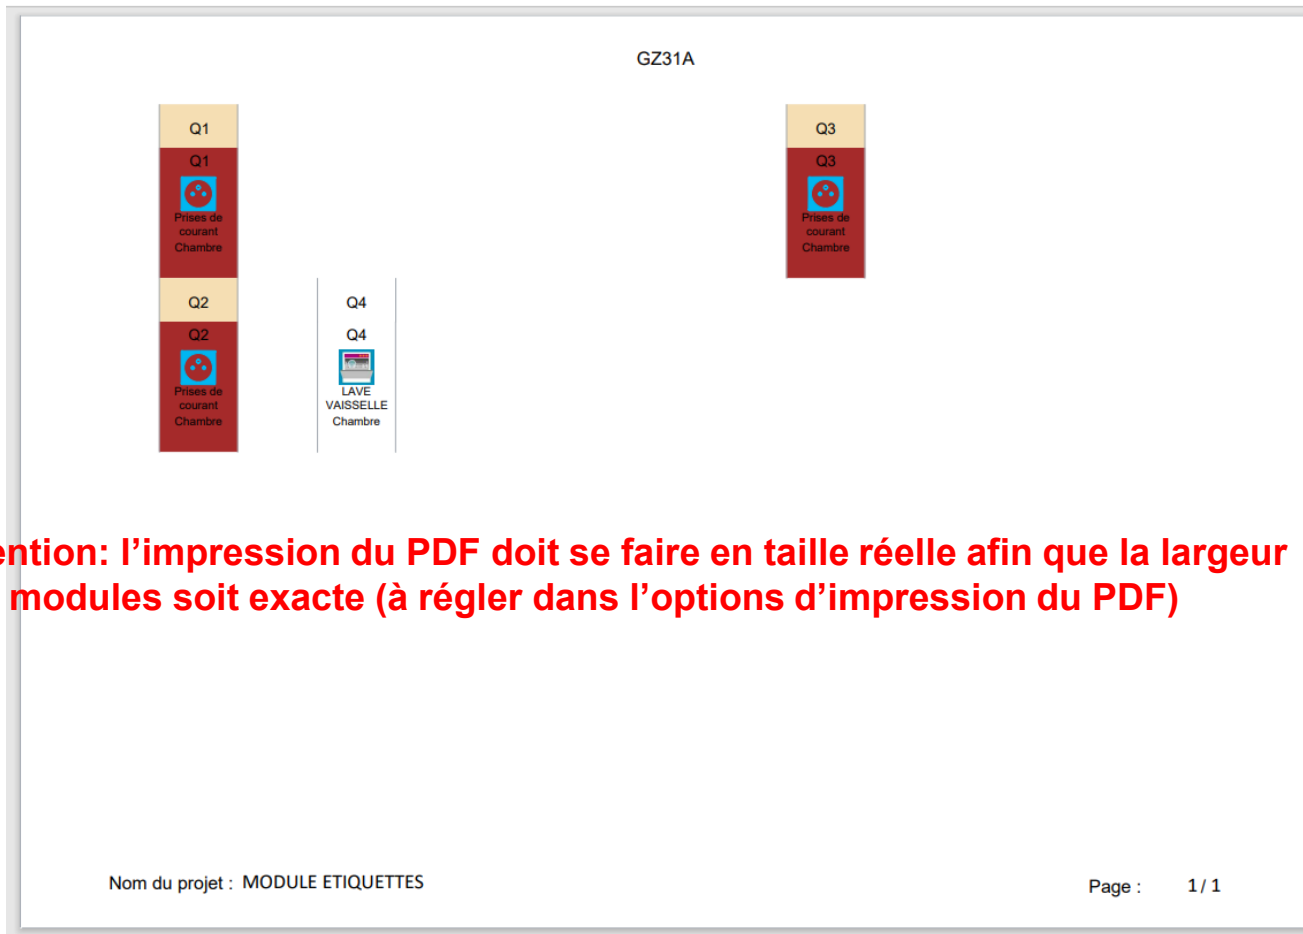 GZ31A
Q1
Q1
Prises de
courant
Chambre
Q3
Q3
Prises de
courant
Chambre
Q2
Q2
Prises de
courant
Chambre
Q4
Q4
LAVE
VAISSELLE
Chambre
ention: l’impression du PDF doit se faire en taille réelle afin que la largeur
modules soit exacte (à régler dans l’options d’impression du PDF)
Nom du projet : MODULE ETIQUETTES
Page : 1 / 1